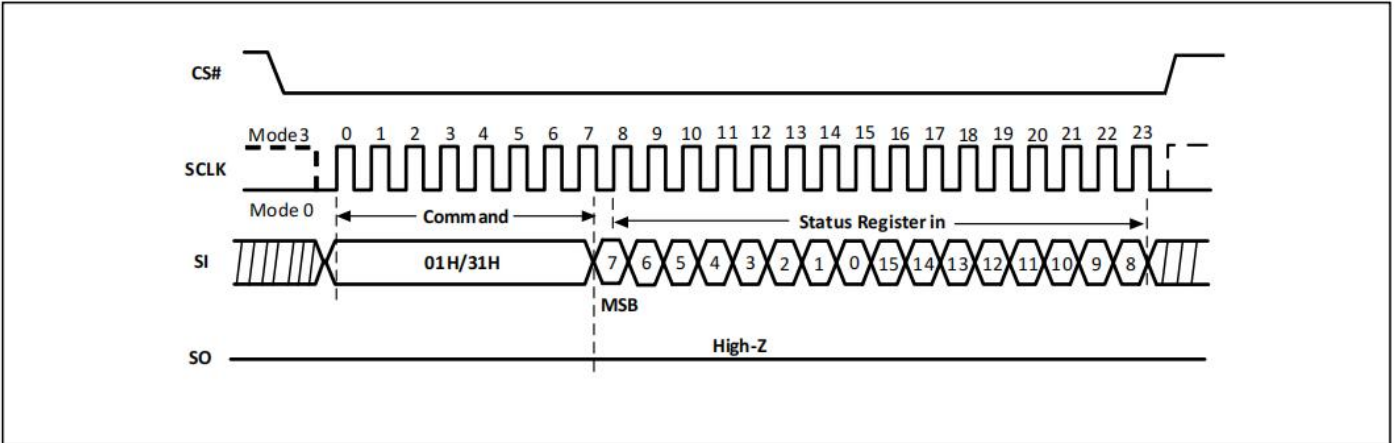 CS#
Mode3 0 1 2 3 4 5 6 7 8 9 10 11 12 13 14 15 16 17 18 19 20 21 22 23
SCLK
Mode 0 Command Status Register in
SI 01H/31H 7 6 5 4 3 2 1 0 15 14 13 12 11 10 9 8
MSB
SO High-Z